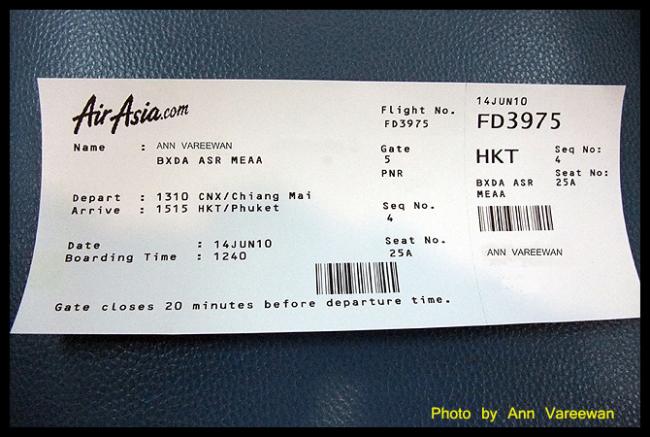 AirAsia.com
Name : ANN VAREEWAN
BXDA ASR MEAA
Depart : 1310 CNX/Chiang Mai
Arrive : 1515 HKT/Phuket
Date : 14JUN10
Boarding Time : 1240
Flight No.
FD3975
Gate
5
PNR
Seq No.
4
Seat No.
25A
Gate closes 20 minutes before departure time.
14JUN10
FD3975
HKT
Seq No:
4
BXDA ASR
MEAA
Seat No:
25A
ANN VAREEWAN
Photo by Ann Vareewan